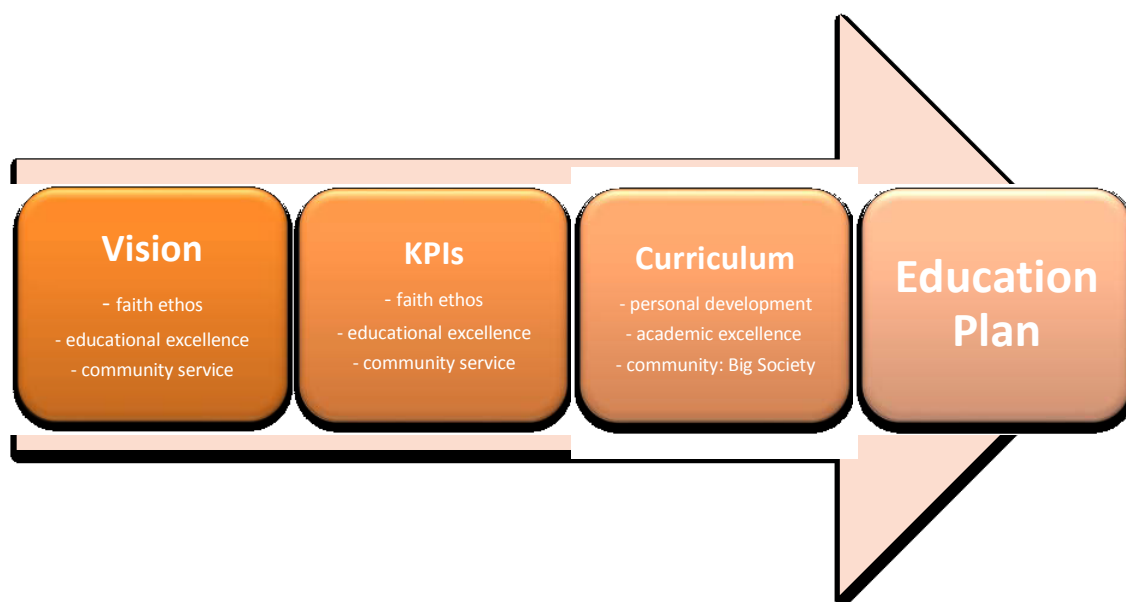 Vision
- faith ethos
- educational excellence
- community service
KPIs
- faith ethos
- educational excellence
- community service
Curriculum
- personal development
- academic excellence
- community: Big Society
Education
Plan